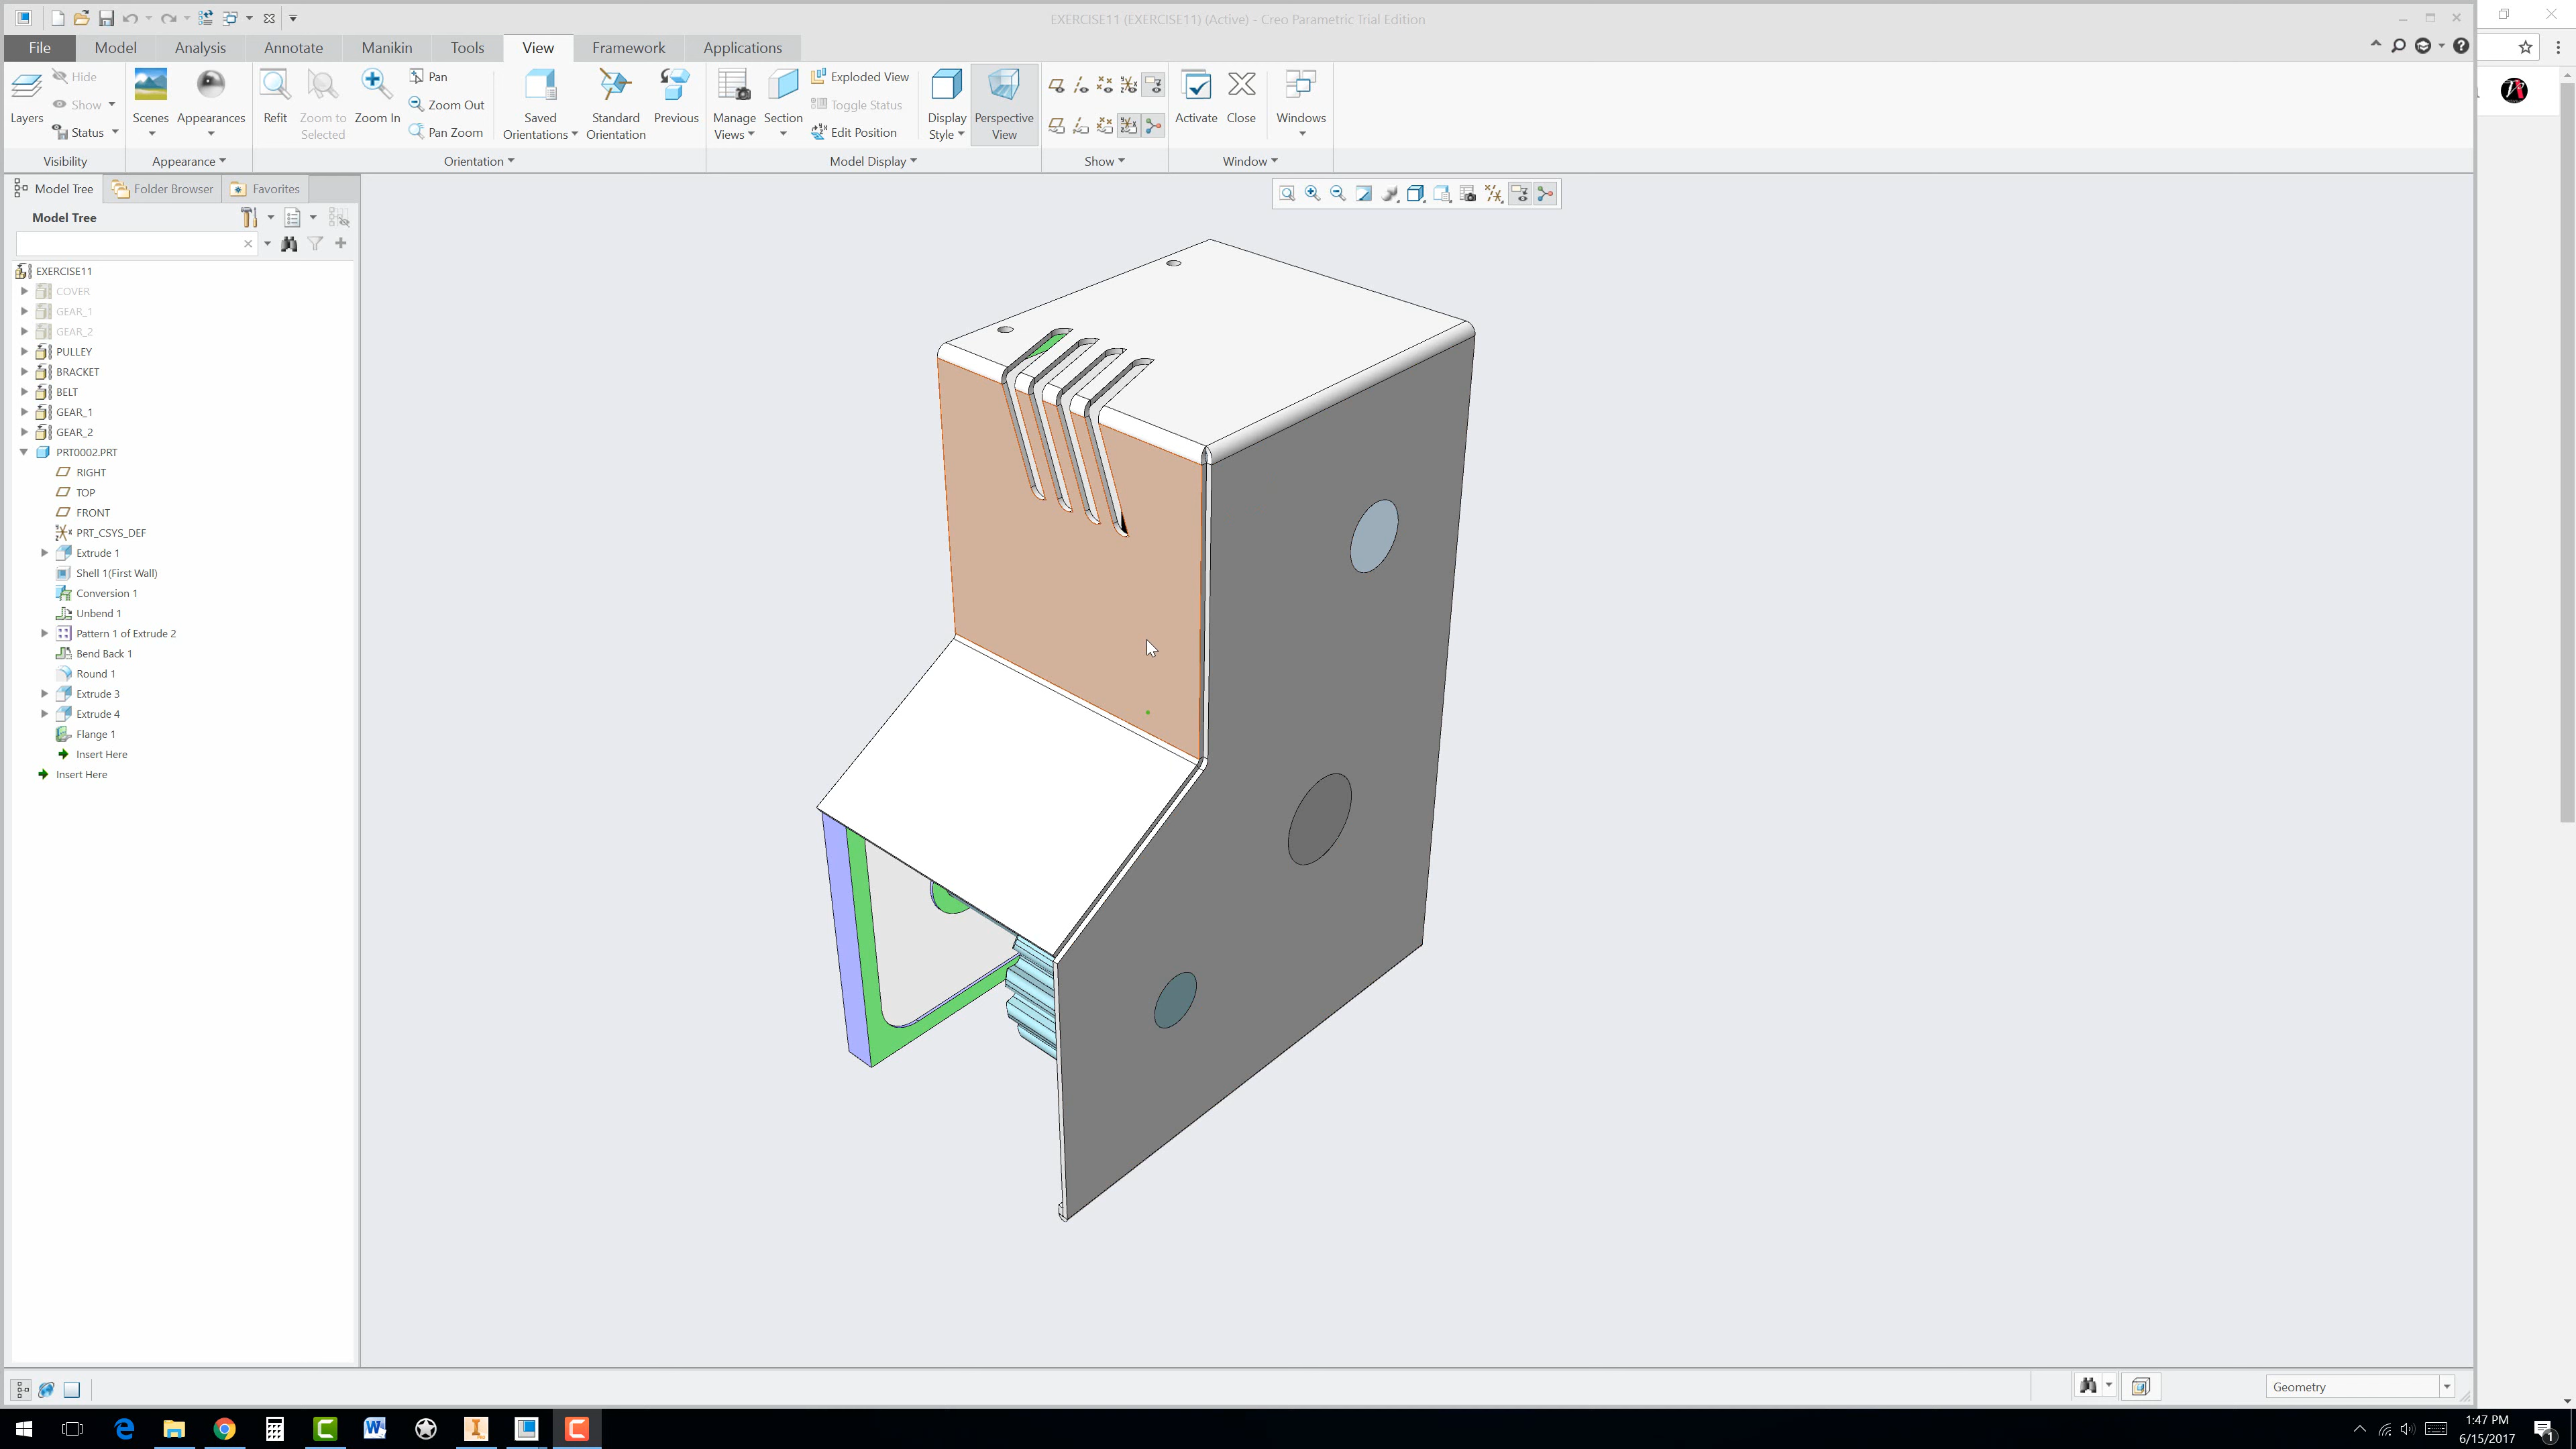 EXERCISE11 (EXERCISE11) (Active) - Creo Parametric Trial Edition
File Model Analysis Annotate Manikin Tools View Framework Applications
Hide
Show
Status
Layers
Scenes
Appearances
Refit
Zoom to Selected
Zoom In
Pan
Zoom Out
Pan Zoom
Saved Orientations
Standard Orientation
Previous
Manage Views
Section
Exploded View
Toggle Status
Edit Position
Display Style
Perspective View
Activate
Close
Windows
Visibility Appearance Orientation Model Display Show Window
Model Tree Folder Browser Favorites
Model Tree
EXERCISE11
COVER
GEAR_1
GEAR_2
PULLEY
BRACKET
BELT
GEAR_1
GEAR_2
PRT0002.PRT
RIGHT
TOP
FRONT
PRT_CSYS_DEF
Extrude 1
Shell 1(First Wall)
Conversion 1
Unbend 1
Pattern 1 of Extrude 2
Bend Back 1
Round 1
Extrude 3
Extrude 4
Flange 1
Insert Here
Insert Here
Geometry
1:47 PM
6/15/2017
1